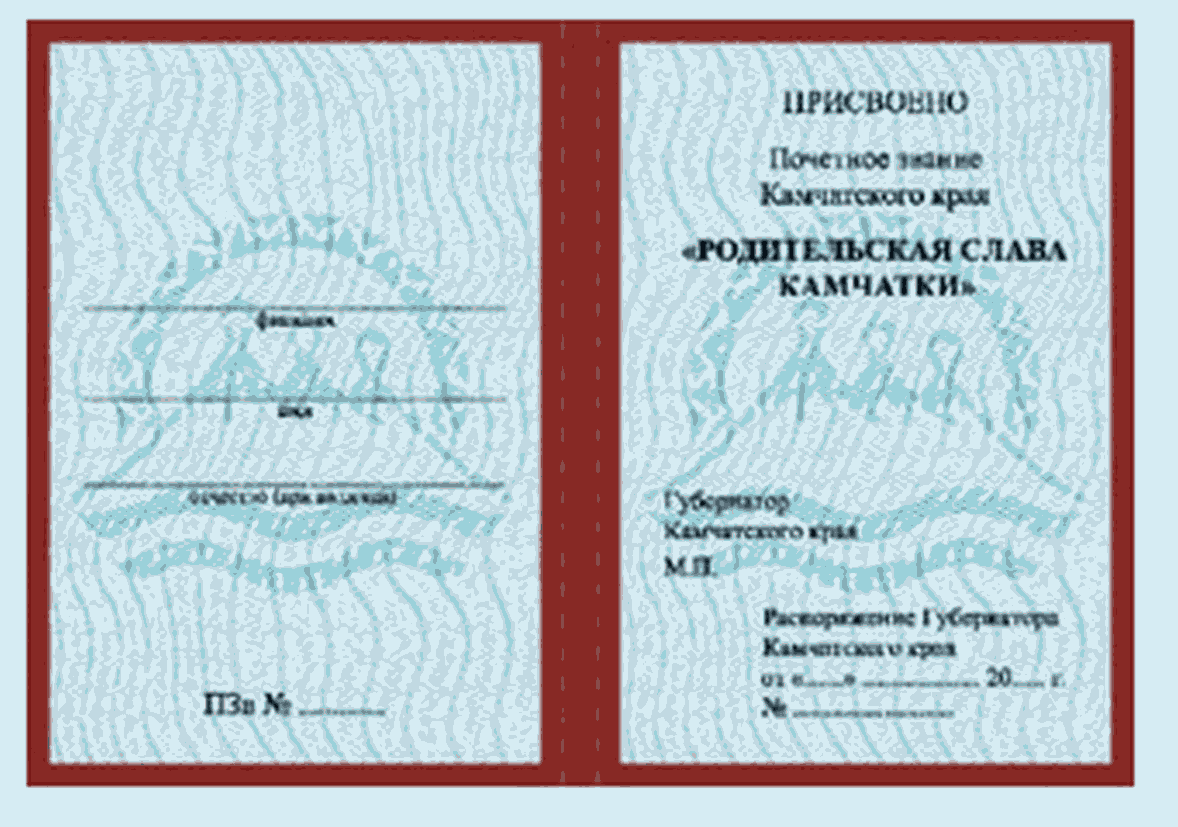 фамилия
имя
отчество (при наличии)
ПЗв № ............
ПРИСВОЕНО
Почетное звание
Камчатского края
«РОДИТЕЛЬСКАЯ СЛАВА
КАМЧАТКИ»
Губернатор
Камчатского края
М.П.
Распоряжение Губернатора
Камчатского края
от «.....» ................. 20..... г.
№ .......................